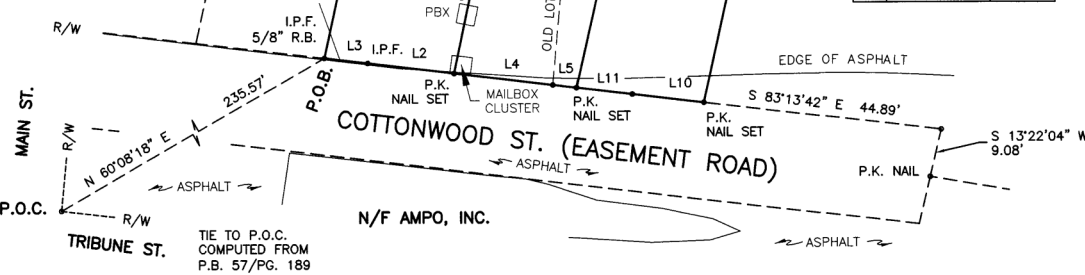 PBX
OLD LOT
R/W
I.P.F.
5/8" R.B.
L3
I.P.F.
L2
L4
L5
L11
L10
EDGE OF ASPHALT
P.O.B.
235.57'
N 60°08'18" E
P.K.
NAIL SET
MAILBOX
CLUSTER
P.K.
NAIL SET
P.K.
NAIL SET
S 83°13'42" E 44.89'
S 13°22'04" W
9.08'
P.K. NAIL
MAIN ST.
R/W
COTTONWOOD ST. (EASEMENT ROAD)
ASPHALT
ASPHALT
P.O.C.
R/W
TRIBUNE ST.
N/F AMPO, INC.
TIE TO P.O.C.
COMPUTED FROM
P.B. 57/PG. 189
ASPHALT